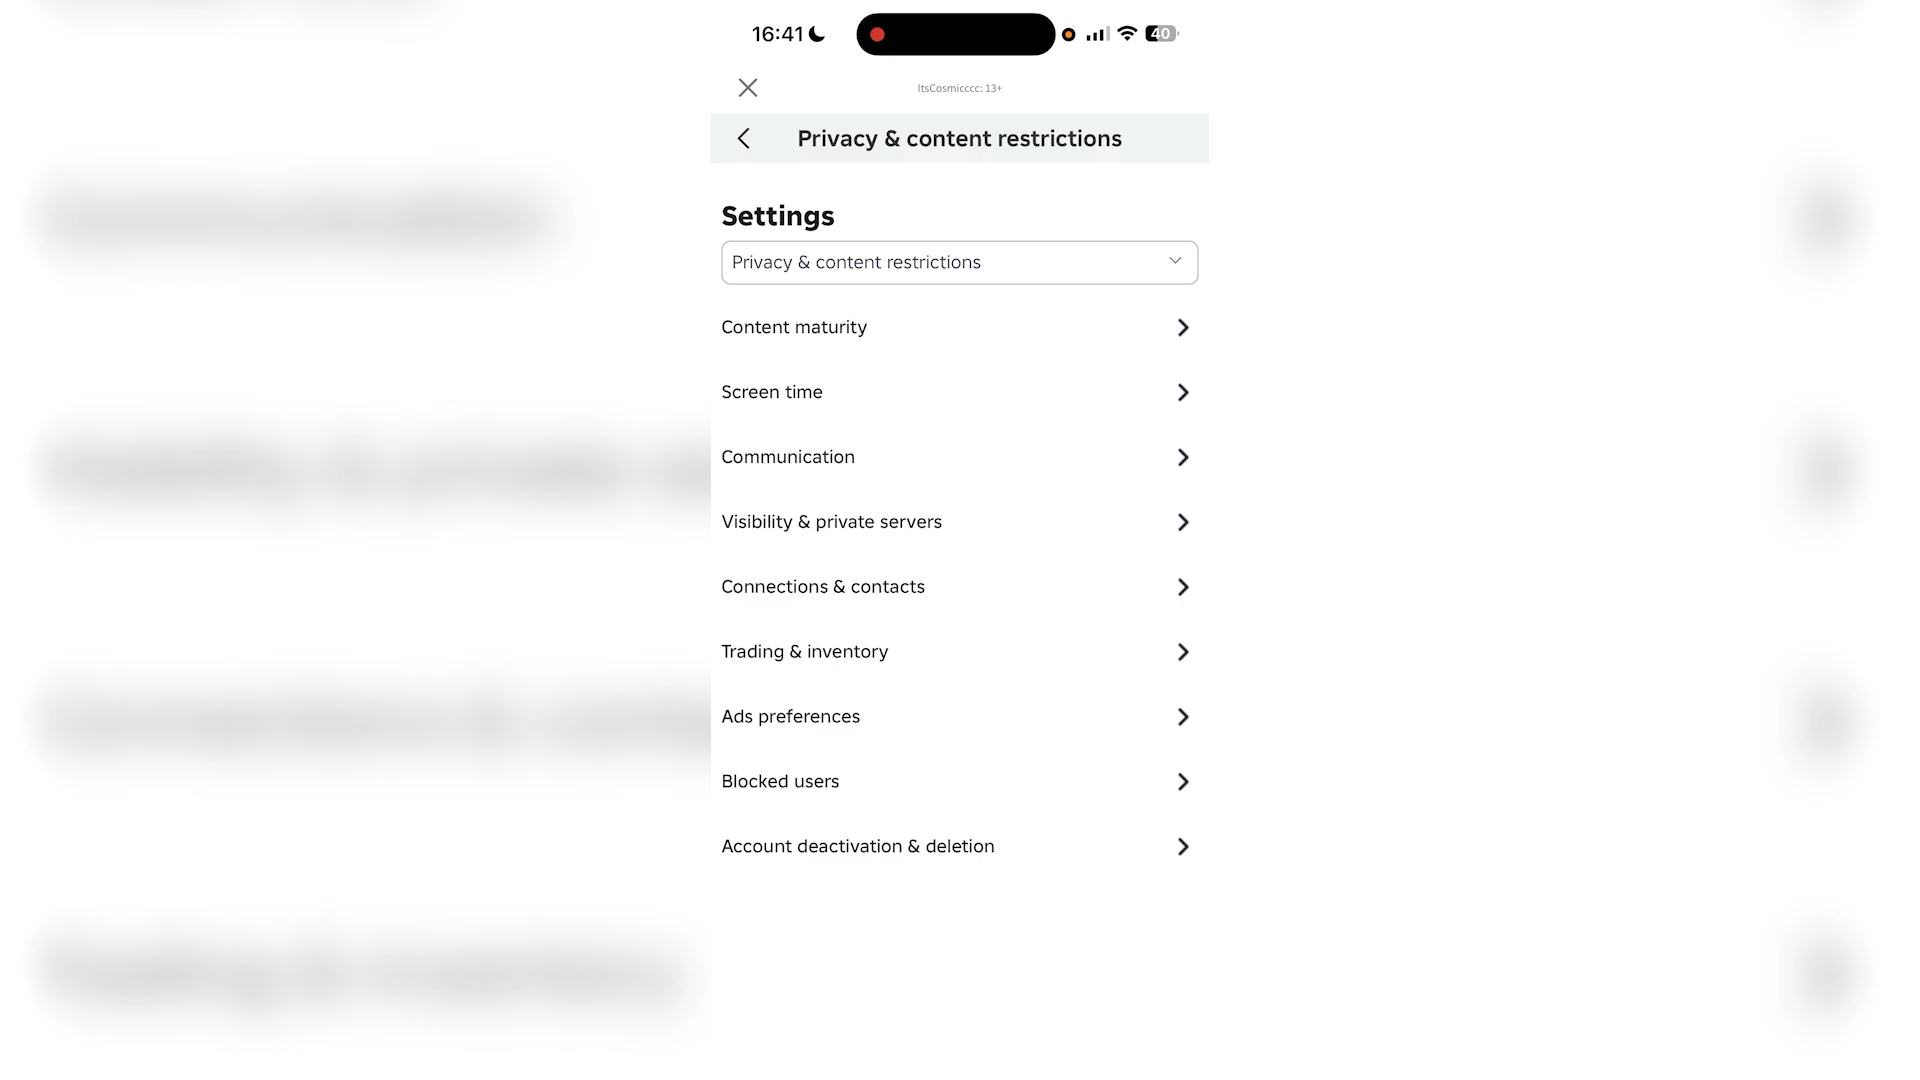 16:41
40
ItsCosmicccc: 13+
Privacy & content restrictions
Settings
Privacy & content restrictions
Content maturity
Screen time
Communication
Visibility & private servers
Connections & contacts
Trading & inventory
Ads preferences
Blocked users
Account deactivation & deletion